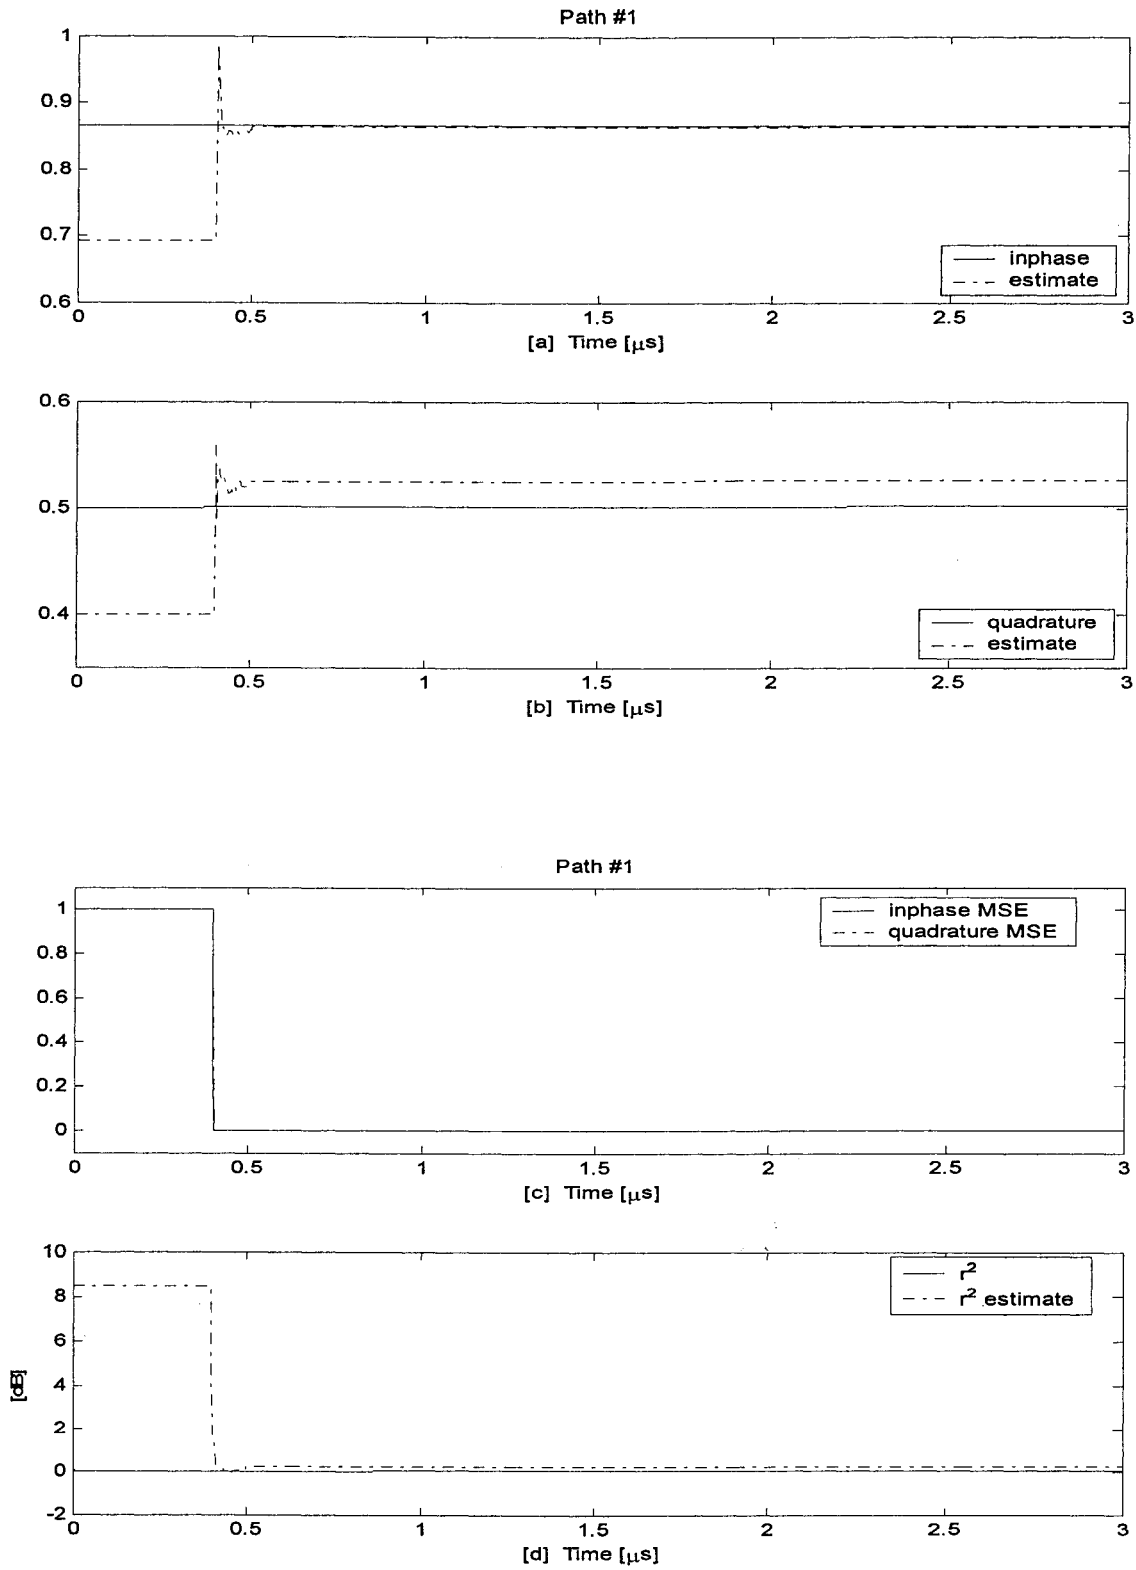 Path #1
1
0.9
0.8
0.7
0.6
inphase
estimate
0 0.5 1 1.5 2 2.5 3
[a] Time [μs]
0.6
0.5
0.4
quadrature
estimate
0 0.5 1 1.5 2 2.5 3
[b] Time [μs]
Path #1
1
0.8
0.6
0.4
0.2
0
inphase MSE
quadrature MSE
0 0.5 1 1.5 2 2.5 3
[c] Time [μs]
10
8
6
4
2
0
-2
[dB]
r²
r² estimate
0 0.5 1 1.5 2 2.5 3
[d] Time [μs]